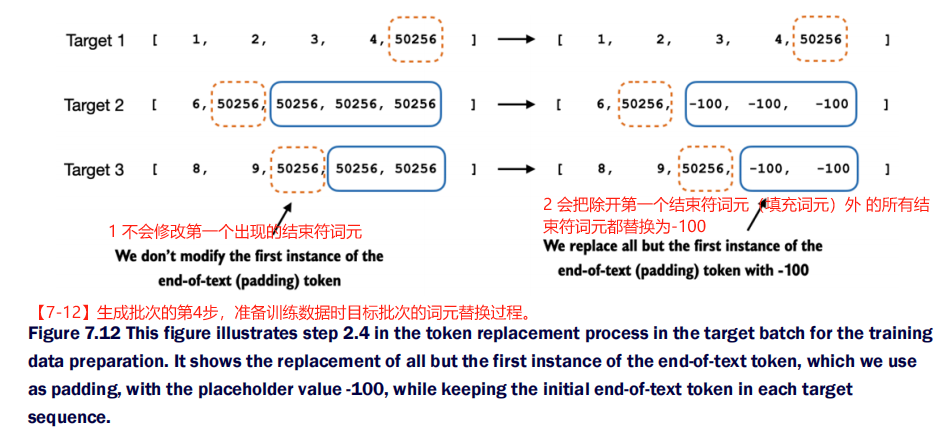 Target 1 [ 1, 2, 3, 4, 50256 ] [ 1, 2, 3, 4, 50256 ]
Target 2 [ 6, 50256, 50256, 50256, 50256 ] [ 6, 50256, -100, -100, -100 ]
Target 3 [ 8, 9, 50256, 50256, 50256 ] [ 8, 9, 50256, -100, -100 ]
1 不会修改第一个出现的结束符词元
We don't modify the first instance of the
end-of-text (padding) token
2 会把除开第一个结束符词元（填充词元）外 的所有结
束符词元都替换为-100
We replace all but the first instance of the
end-of-text (padding) token with -100
【7-12】生成批次的第4步，准备训练数据时目标批次的词元替换过程。
Figure 7.12 This figure illustrates step 2.4 in the token replacement process in the target batch for the training
data preparation. It shows the replacement of all but the first instance of the end-of-text token, which we use
as padding, with the placeholder value -100, while keeping the initial end-of-text token in each target
sequence.